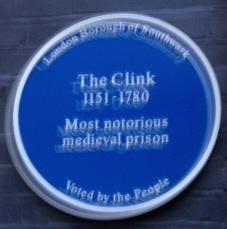 London Borough of Southwark
The Clink
1151-1780
Most notorious
medieval prison
Voted by the People